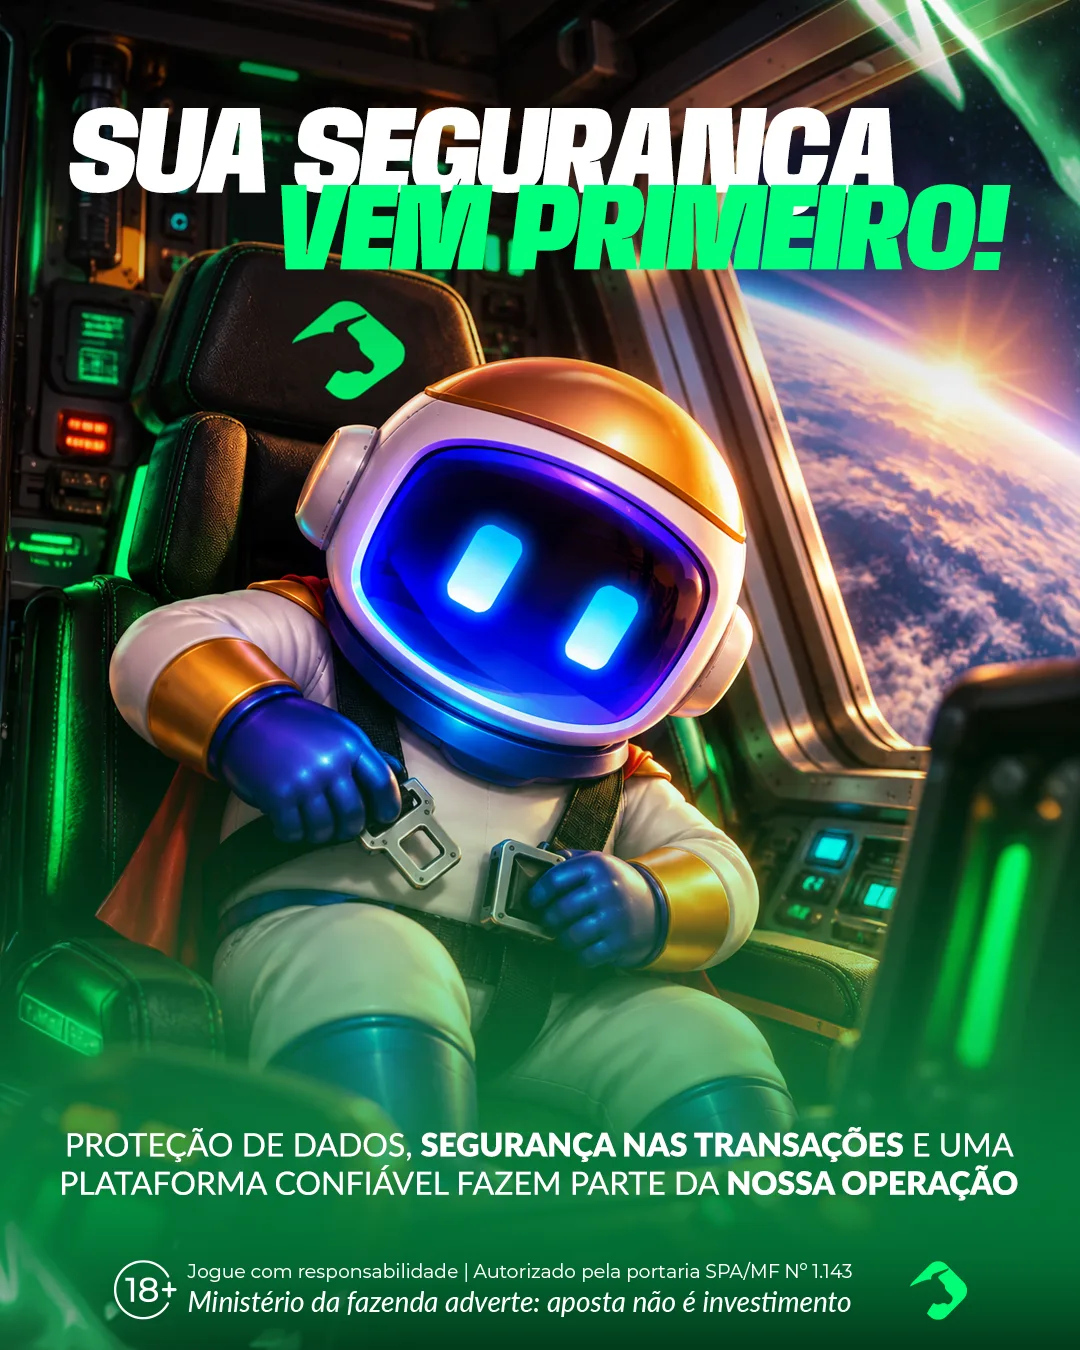 SUA SEGURANÇA
VEM PRIMEIRO!
PROTEÇÃO DE DADOS, SEGURANÇA NAS TRANSAÇÕES E UMA
PLATAFORMA CONFIÁVEL FAZEM PARTE DA NOSSA OPERAÇÃO
18+
Jogue com responsabilidade | Autorizado pela portaria SPA/MF Nº 1.143
Ministério da fazenda adverte: aposta não é investimento